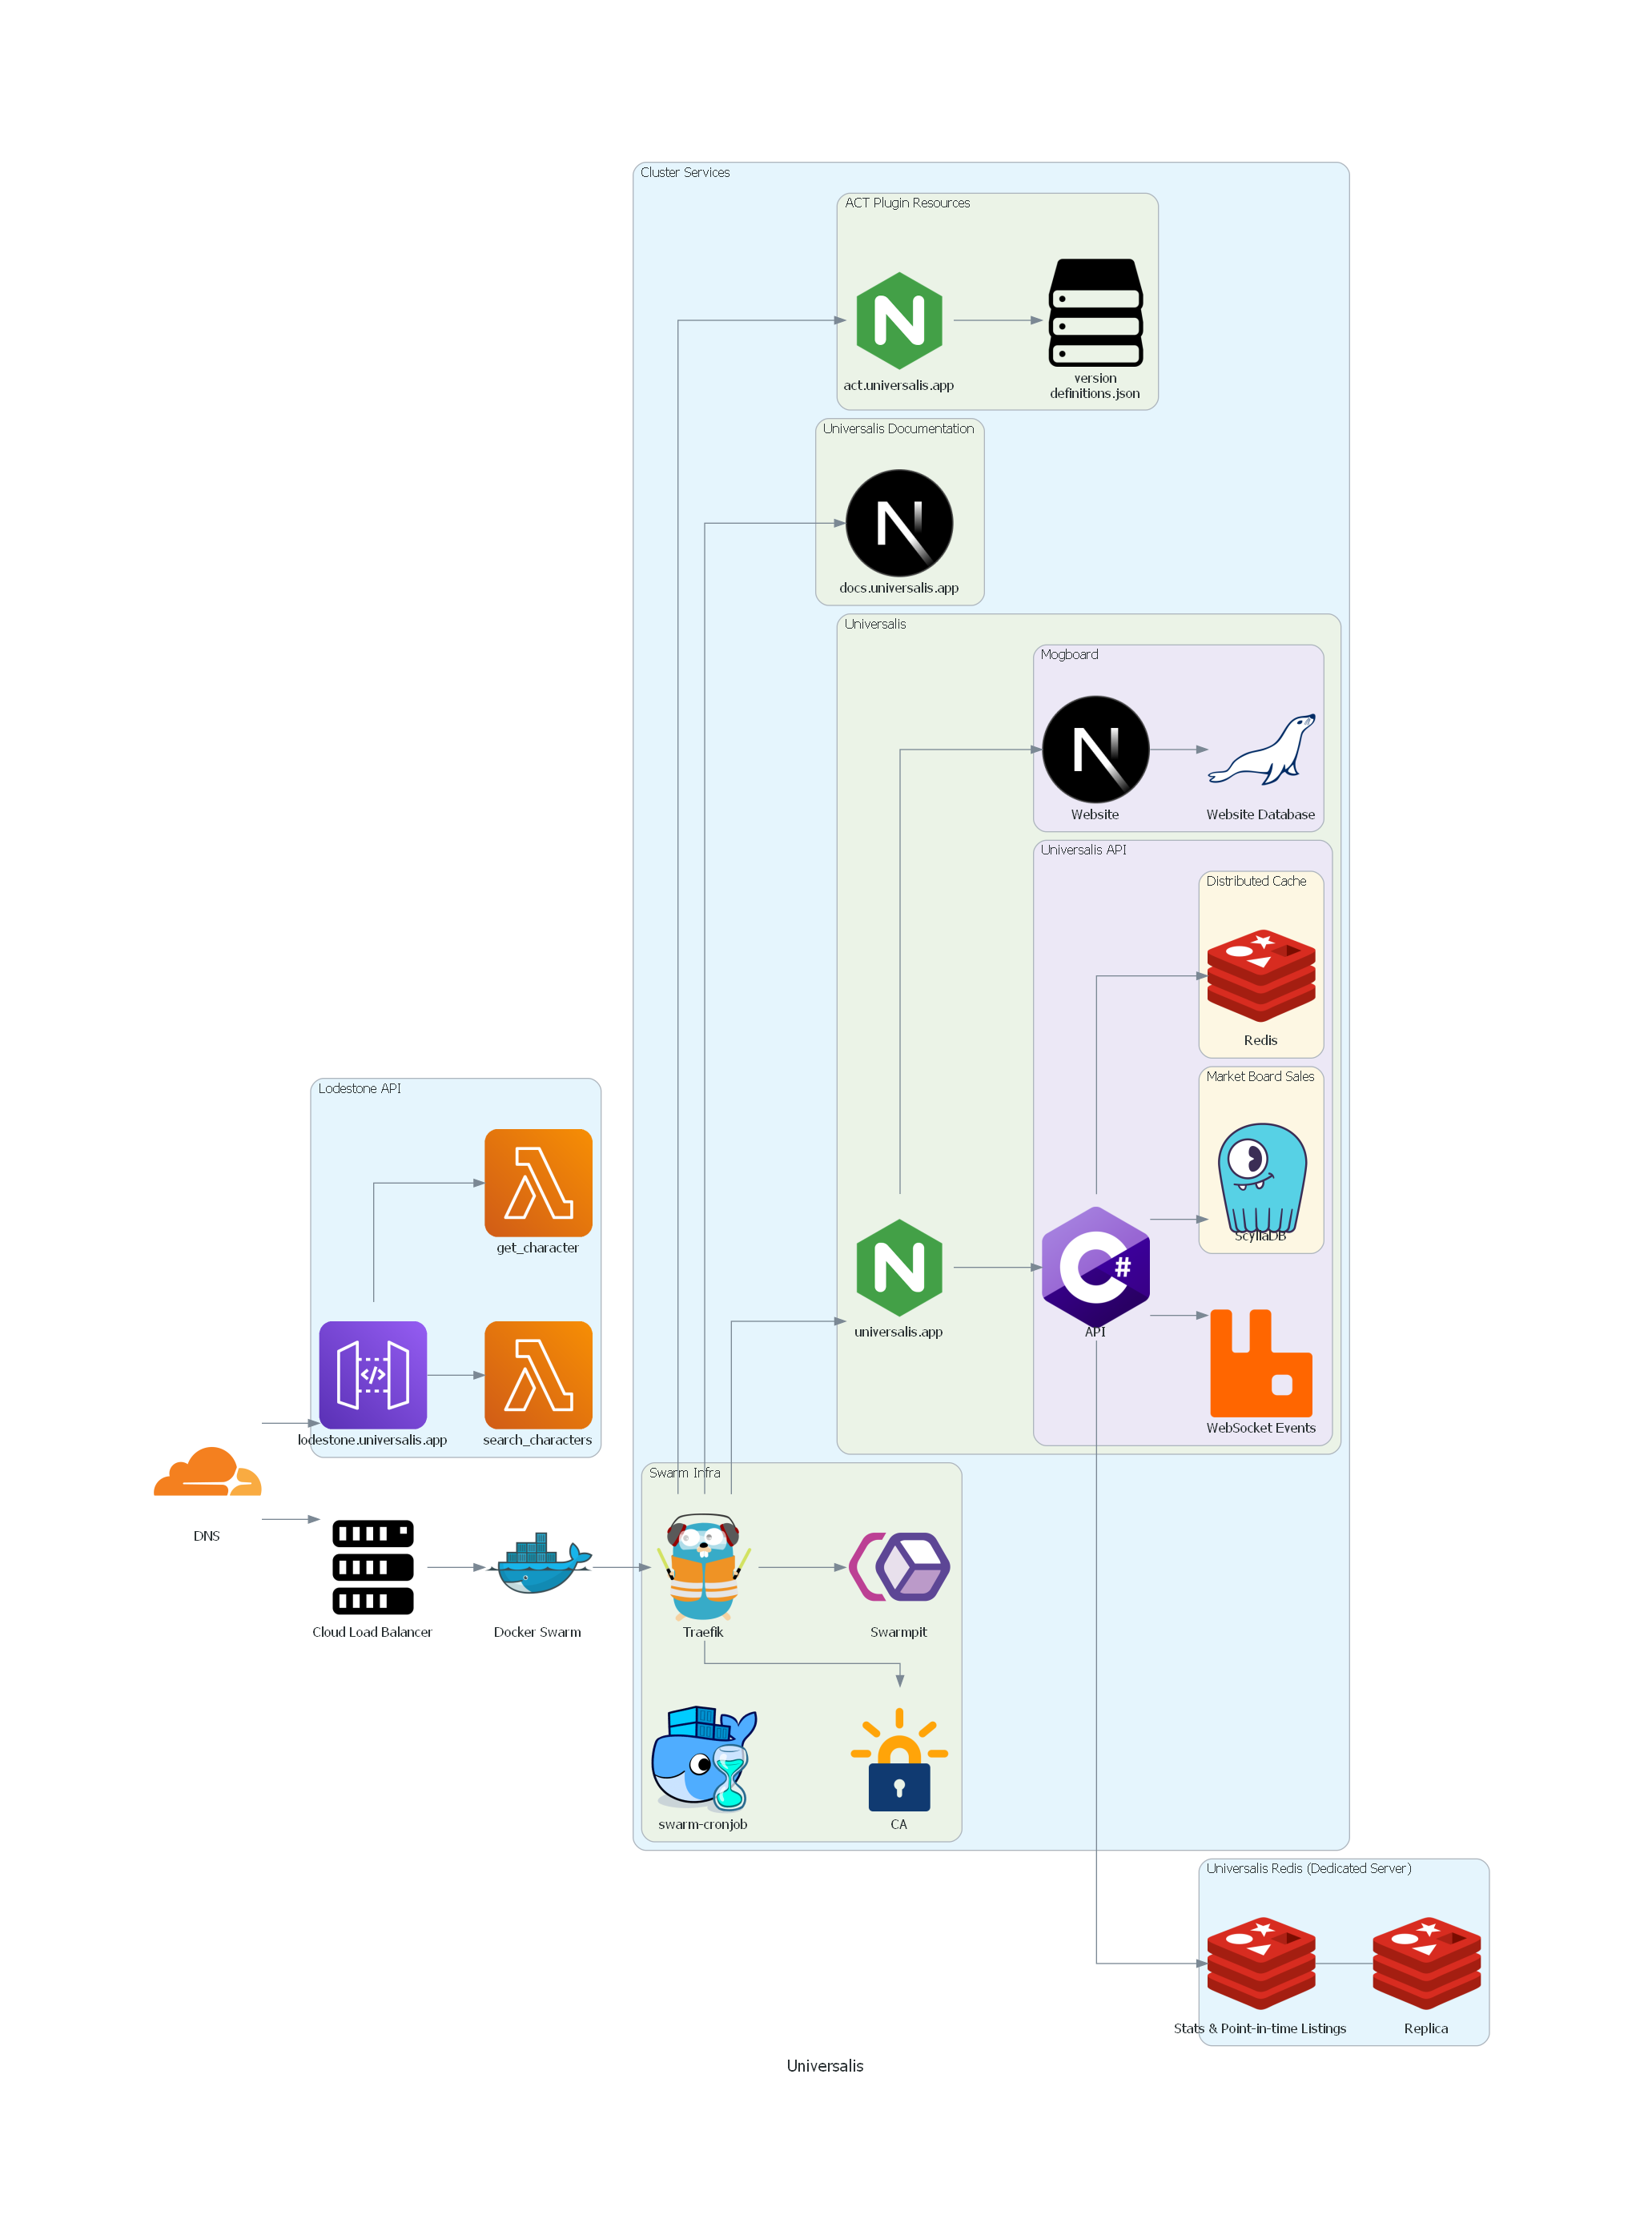 Cluster Services
ACT Plugin Resources
act.universalis.app
version
definitions.json
Universalis Documentation
docs.universalis.app
Universalis
Mogboard
Website
Website Database
Universalis API
Distributed Cache
Redis
Market Board Sales
ScyllaDB
universalis.app
API
WebSocket Events
Lodestone API
get_character
lodestone.universalis.app
search_characters
DNS
Cloud Load Balancer
Docker Swarm
Swarm Infra
Traefik
Swarmpit
swarm-cronjob
CA
Universalis Redis (Dedicated Server)
Stats & Point-in-time Listings
Replica
Universalis